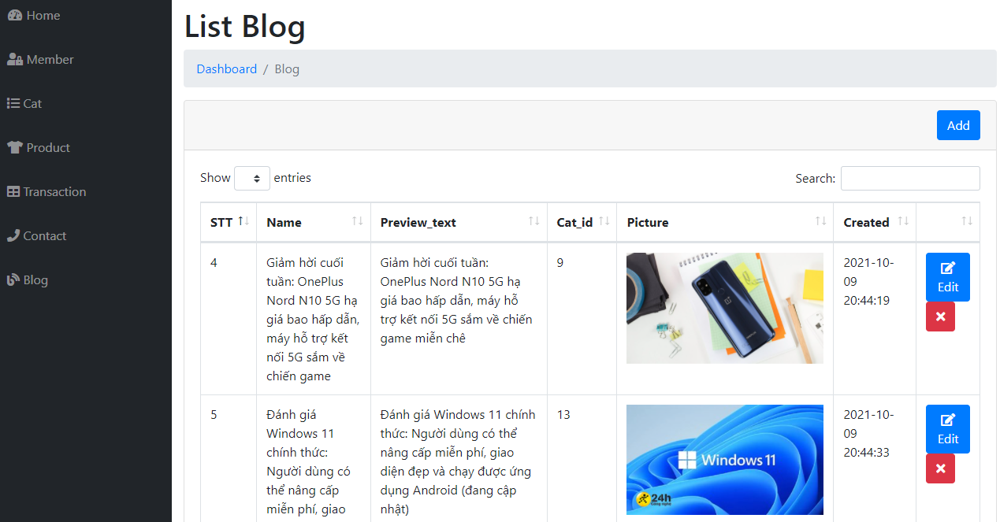 Home
Member
Cat
Product
Transaction
Contact
Blog
List Blog
Dashboard / Blog
Add
Show entries
Search:
STT Name Preview_text Cat_id Picture Created
4
Giảm hời cuối
tuần: OnePlus
Nord N10 5G hạ
giá bao hấp dẫn,
máy hỗ trợ kết
nối 5G sắm về
chiến game
Giảm hời cuối tuần:
OnePlus Nord N10 5G hạ
giá bao hấp dẫn, máy hỗ
trợ kết nối 5G sắm về chiến
game miễn chê
9
2021-10-
09
20:44:19
Edit
5
Đánh giá
Windows 11
chính thức:
Người dùng có
thể nâng cấp
miễn phí, giao
Đánh giá Windows 11 chính
thức: Người dùng có thể
nâng cấp miễn phí, giao
diện đẹp và chạy được ứng
dụng Android (đang cập
nhật)
13
Windows 11
24h
Công nghệ
2021-10-
09
20:44:33
Edit